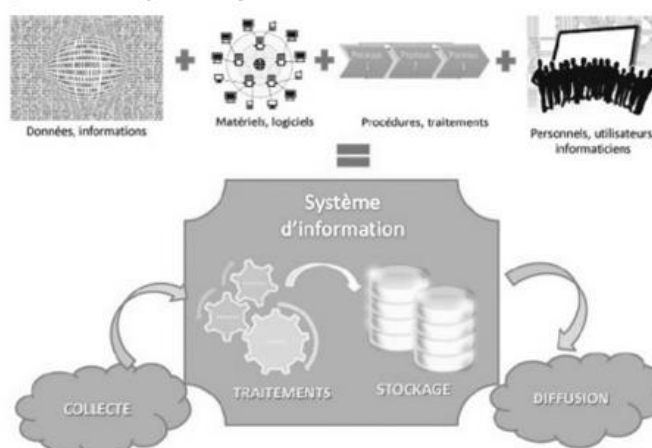 Données, informations
Matériels, logiciels
Procédures, traitements
Personnels, utilisateurs
informaticiens
Système
d'information
TRAITEMENTS
STOCKAGE
COLLECTE
DIFFUSION